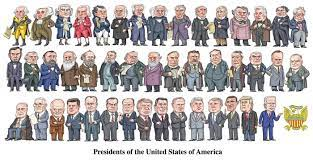 Presidents of the United States of America